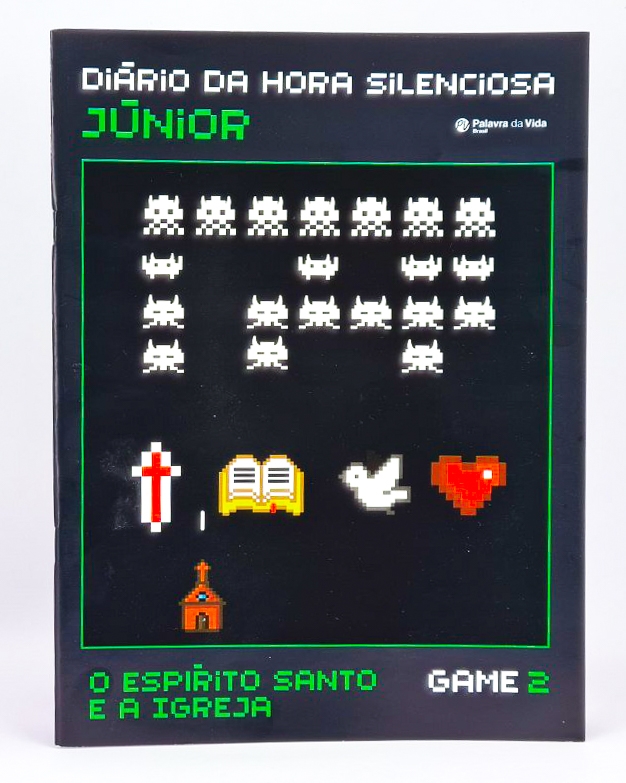 DIÁRIO DA HORA SILENCIOSA
JÚNIOR
Palavra da Vida
Brasil
O ESPÍRITO SANTO
E A IGREJA
GAME 2